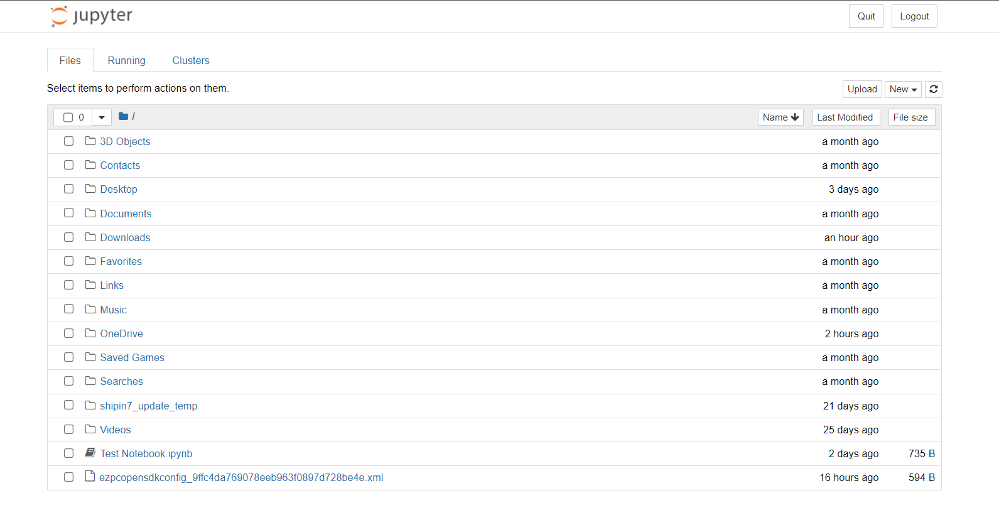 jupyter
Quit Logout
Files Running Clusters
Select items to perform actions on them.
Upload New
0 / Name Last Modified File size
3D Objects a month ago
Contacts a month ago
Desktop 3 days ago
Documents a month ago
Downloads an hour ago
Favorites a month ago
Links a month ago
Music a month ago
OneDrive 2 hours ago
Saved Games a month ago
Searches a month ago
shipin7_update_temp 21 days ago
Videos 25 days ago
Test Notebook.ipynb 2 days ago 735 B
ezpcopensdkconfig_9ffc4da769078eeb963f0897d728be4e.xml 16 hours ago 594 B